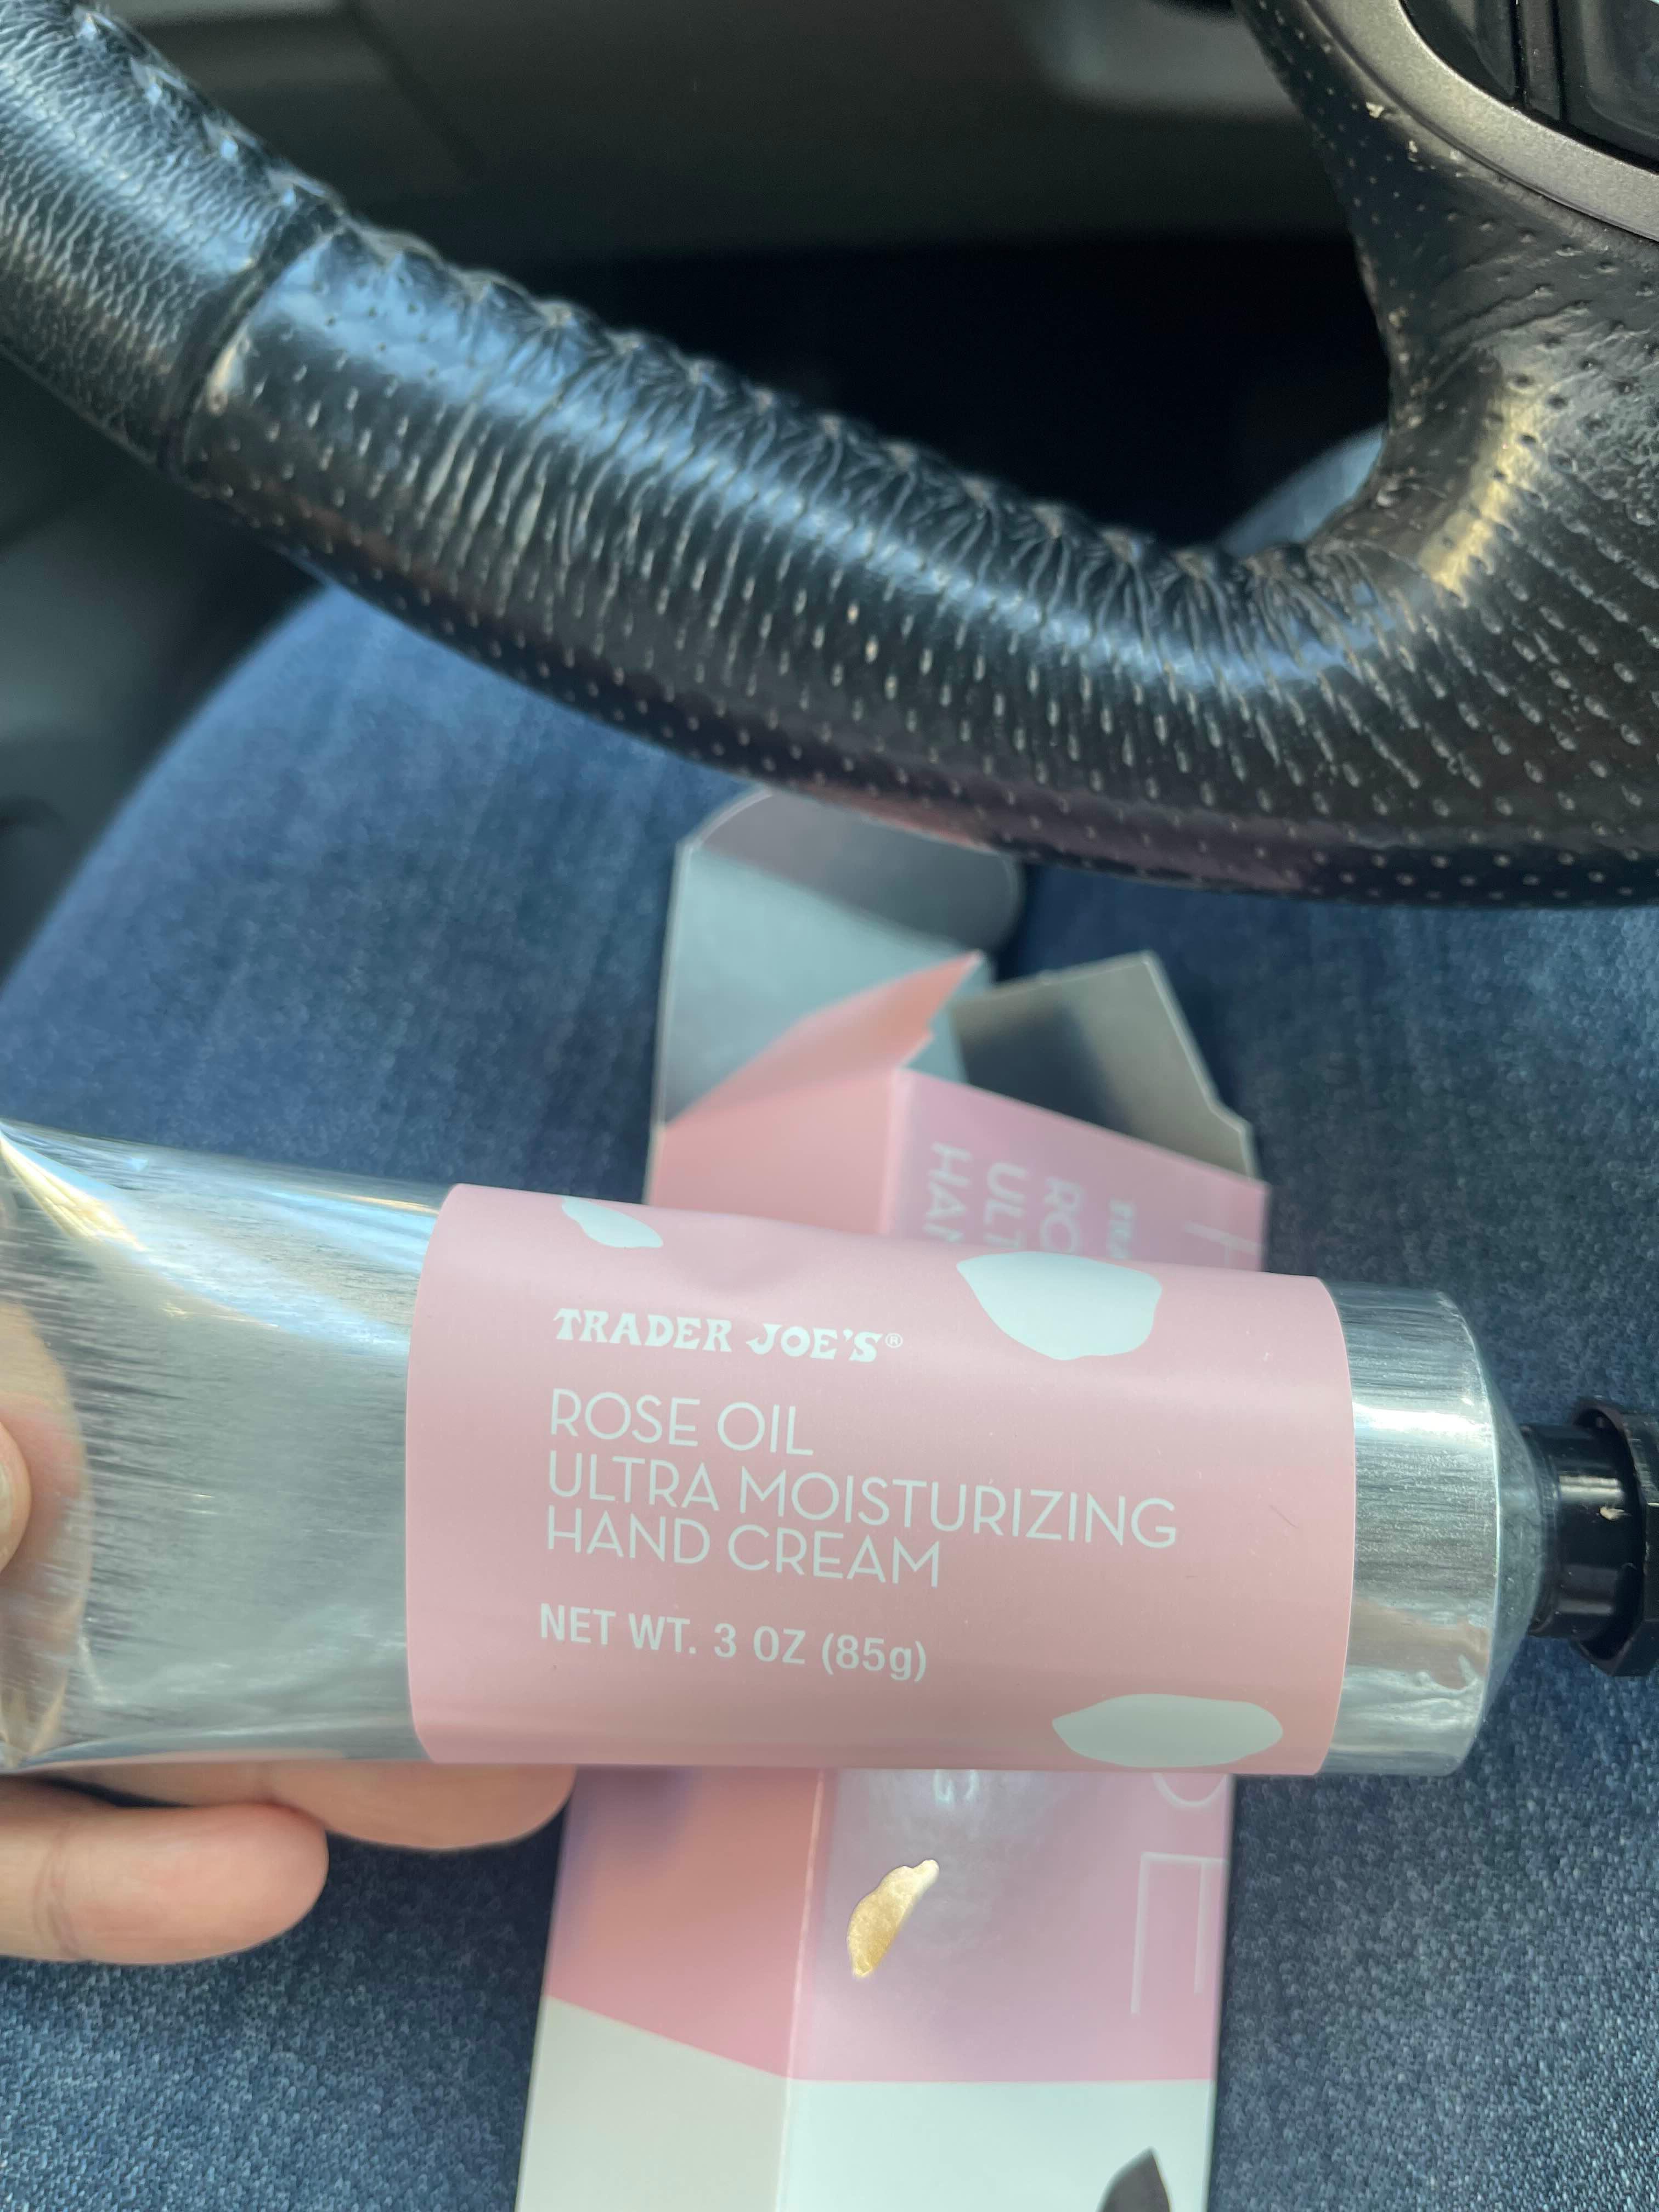 TRADER JOE'S®
ROSE OIL
ULTRA MOISTURIZING
HAND CREAM
NET WT. 3 OZ (85g)